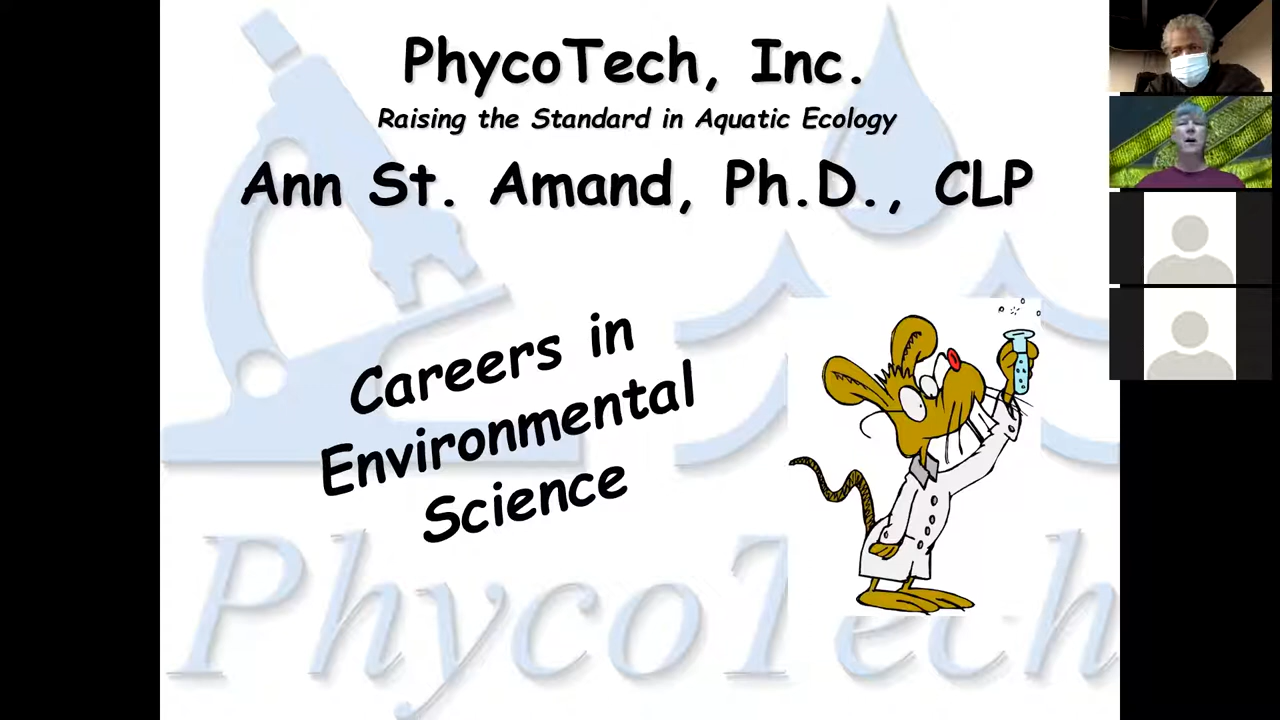 PhycoTech, Inc.
Raising the Standard in Aquatic Ecology
Ann St. Amand, Ph.D., CLP
Careers in
Environmental
Science
PhycoTech